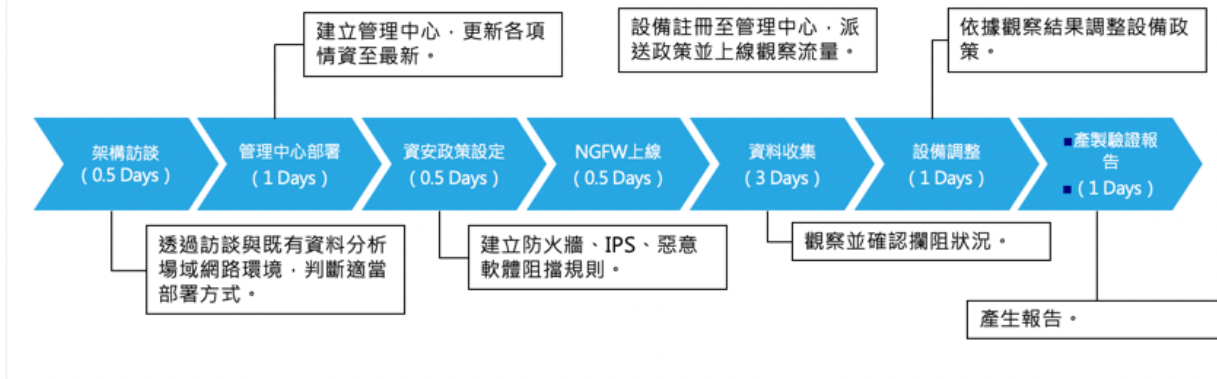 建立管理中心，更新各項
情資至最新。
設備註冊至管理中心，派
送政策並上線觀察流量。
依據觀察結果調整設備政
策。
架構訪談
（0.5 Days）
管理中心部署
（1 Days）
資安政策設定
（0.5 Days）
NGFW上線
（0.5 Days）
資料收集
（3 Days）
設備調整
（1 Days）
■產製驗證報
告
■（1 Days）
透過訪談與既有資料分析
場域網路環境，判斷適當
部署方式。
建立防火牆、IPS、惡意
軟體阻擋規則。
觀察並確認攔阻狀況。
產生報告。